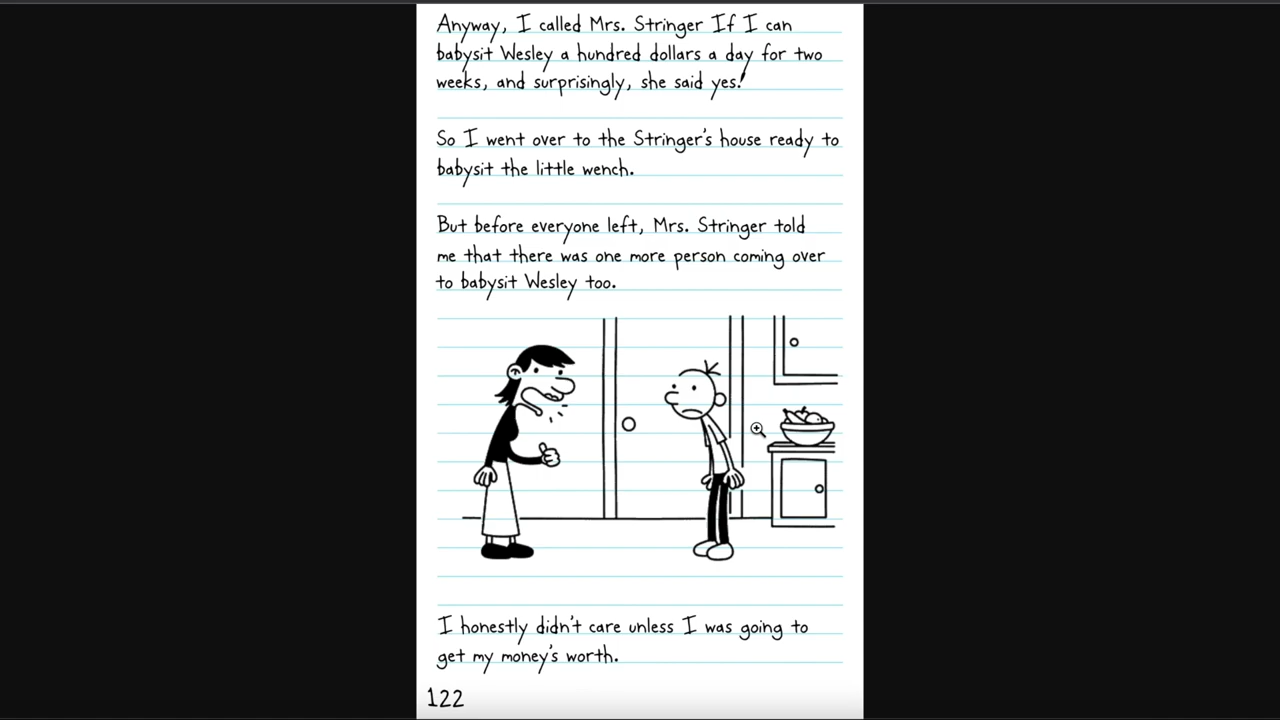 Anyway, I called Mrs. Stringer If I can
babysit Wesley a hundred dollars a day for two
weeks, and surprisingly, she said yes!
So I went over to the Stringer's house ready to
babysit the little wench.
But before everyone left, Mrs. Stringer told
me that there was one more person coming over
to babysit Wesley too.
I honestly didn't care unless I was going to
get my money's worth.
122